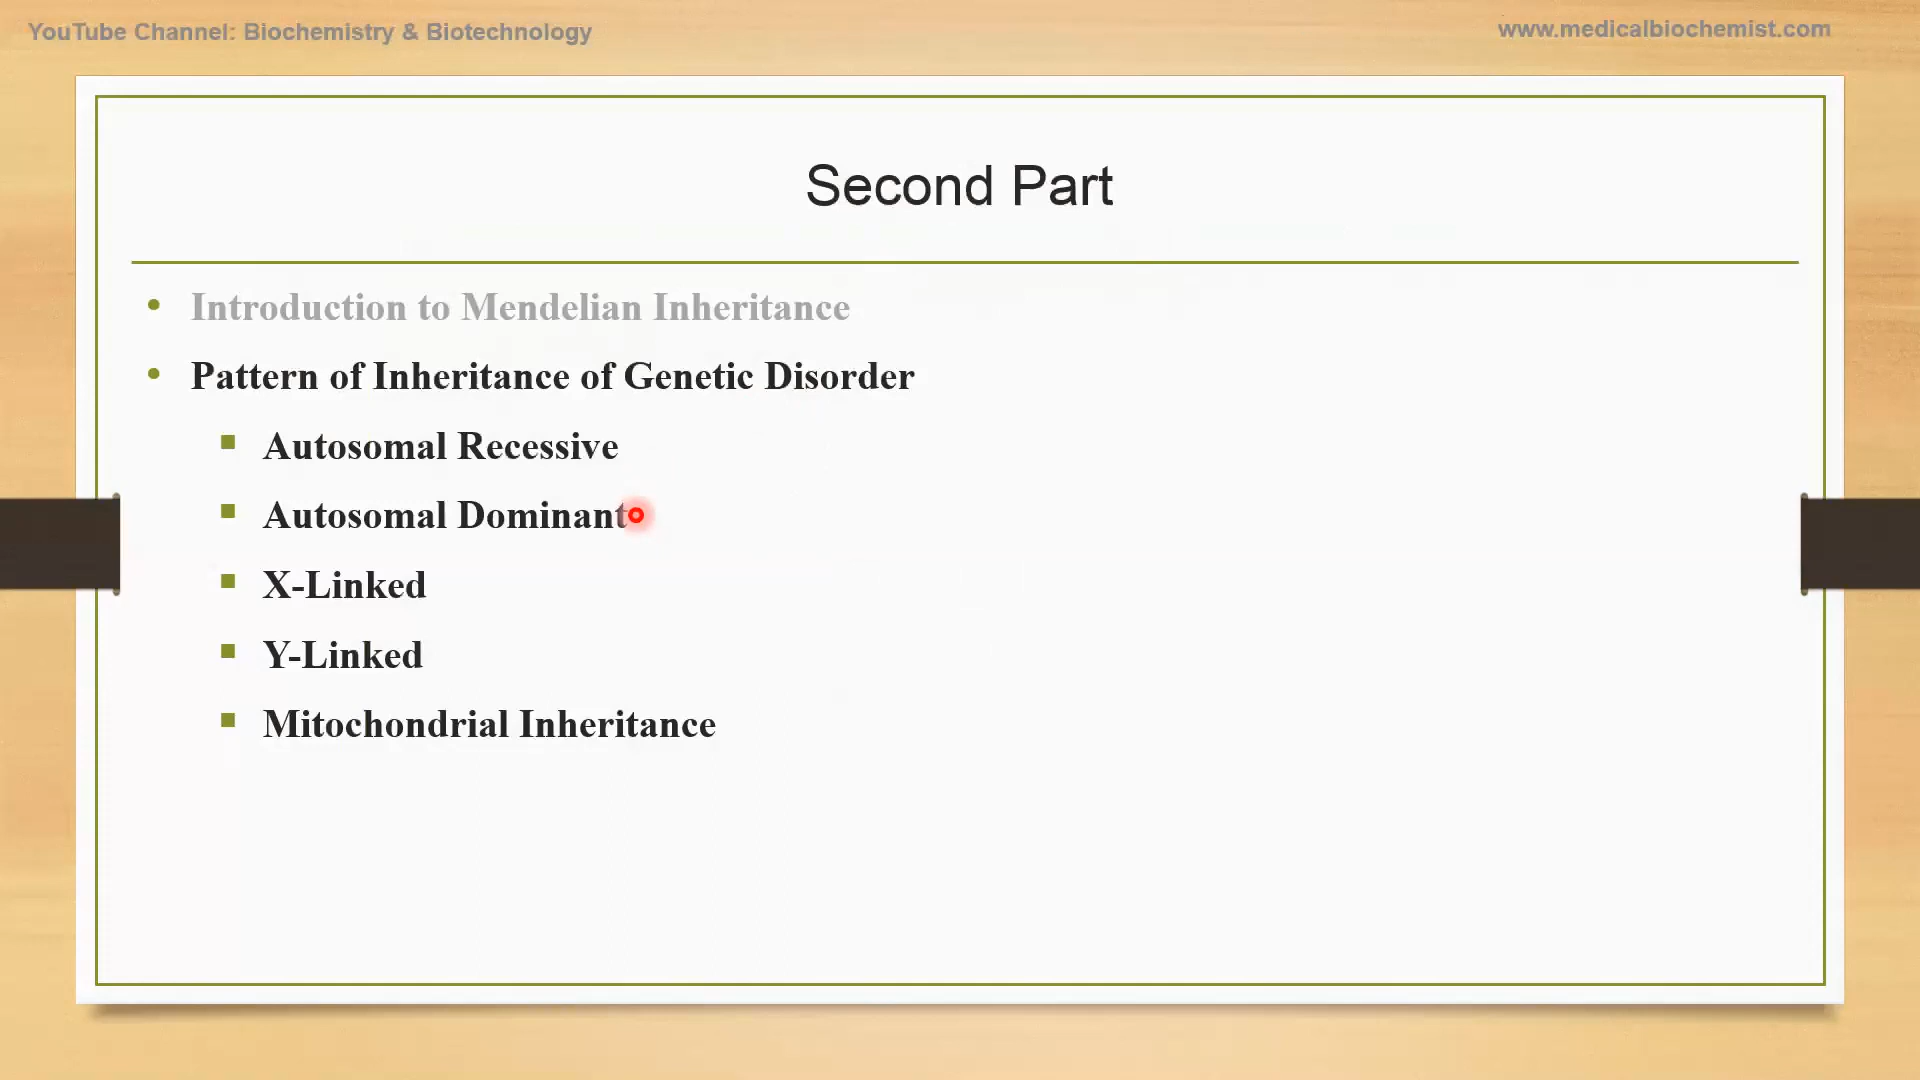 YouTube Channel: Biochemistry & Biotechnology
www.medicalbiochemist.com
Second Part
• Introduction to Mendelian Inheritance
• Pattern of Inheritance of Genetic Disorder
▪ Autosomal Recessive
▪ Autosomal Dominant
▪ X-Linked
▪ Y-Linked
▪ Mitochondrial Inheritance